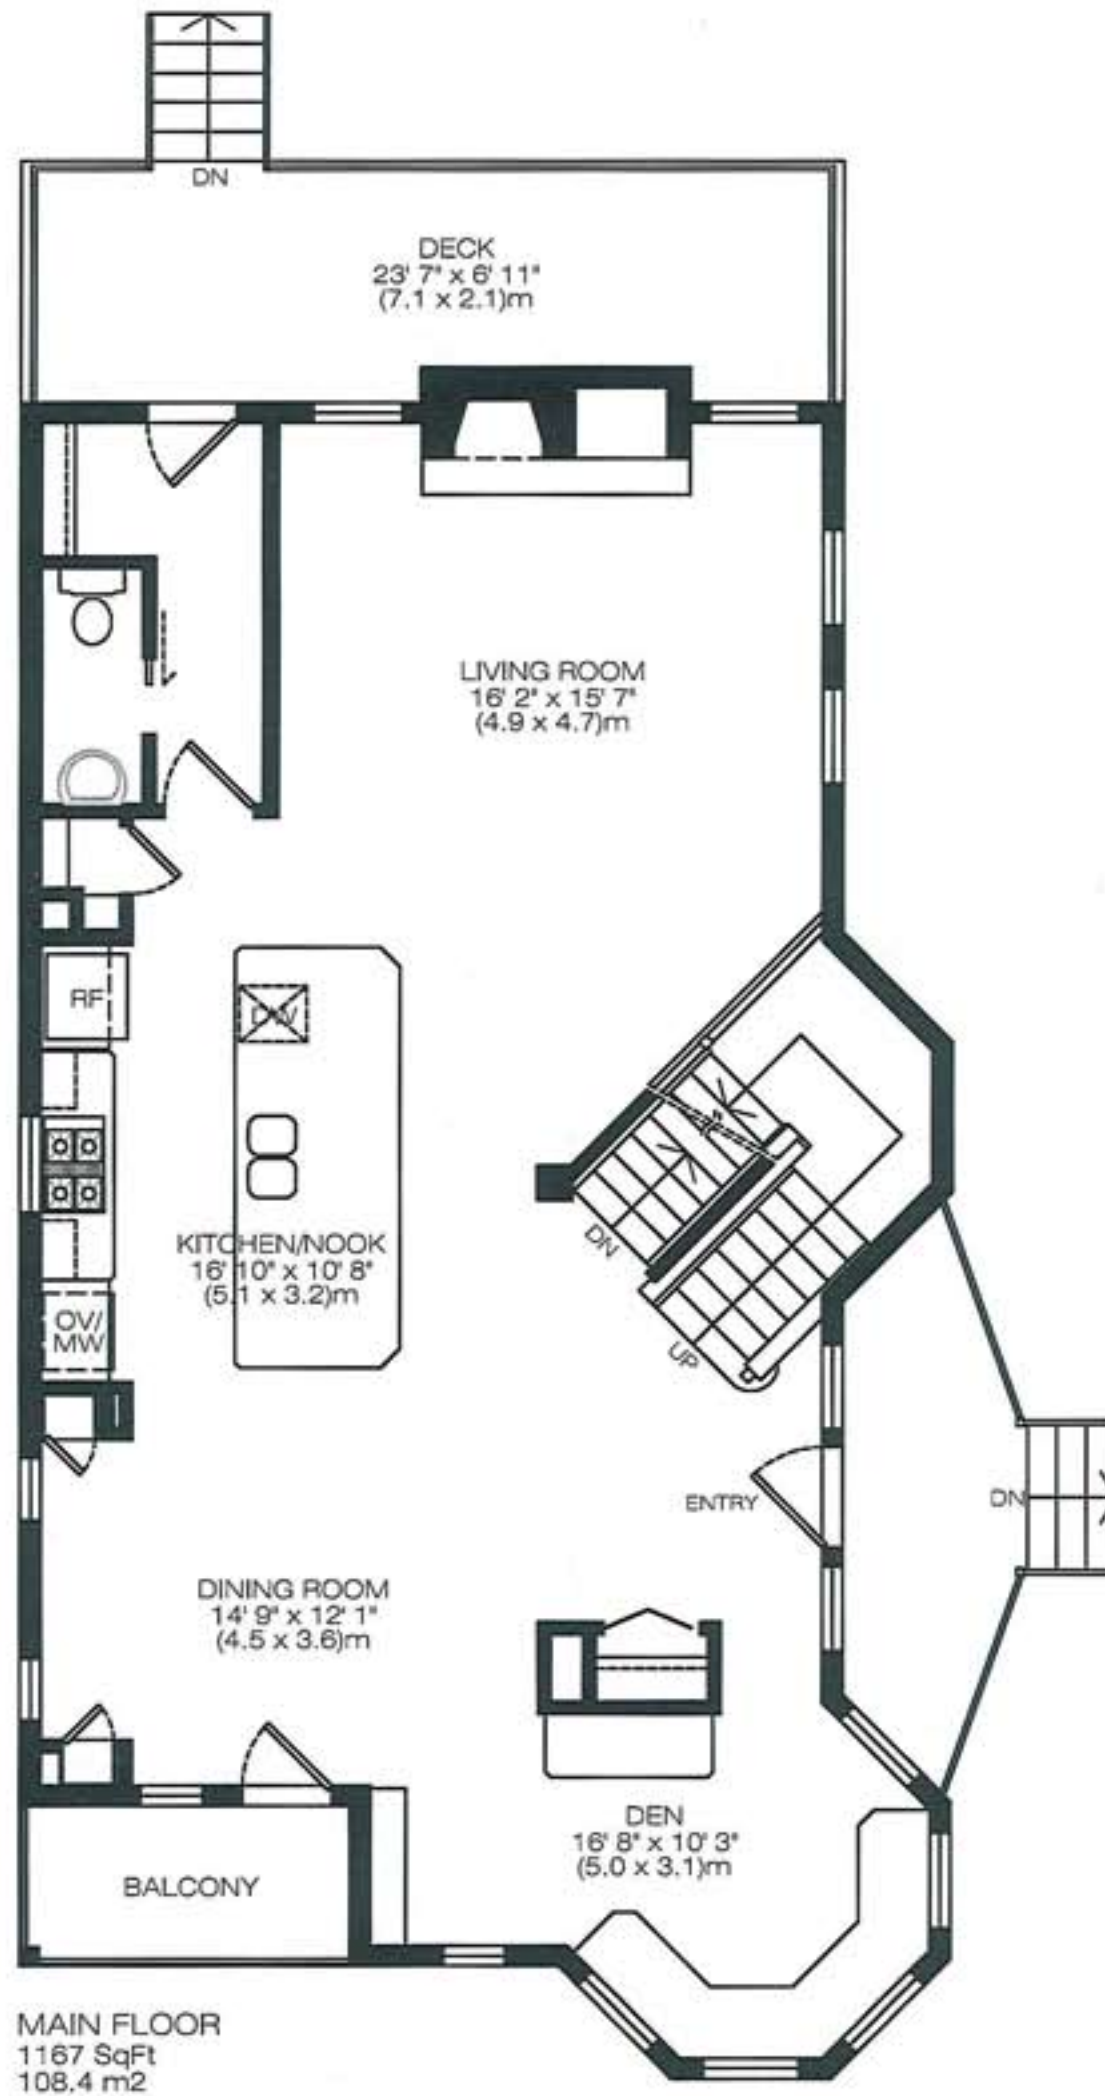 DN
DECK
23' 7" x 6' 11"
(7.1 x 2.1)m
LIVING ROOM
16' 2" x 15' 7"
(4.9 x 4.7)m
RF
DW
KITCHEN/NOOK
16' 10" x 10' 8"
(5.1 x 3.2)m
OV/
MW
DN
UP
ENTRY
DN
DINING ROOM
14' 9" x 12' 1"
(4.5 x 3.6)m
DEN
16' 8" x 10' 3"
(5.0 x 3.1)m
BALCONY
MAIN FLOOR
1167 SqFt
108.4 m2